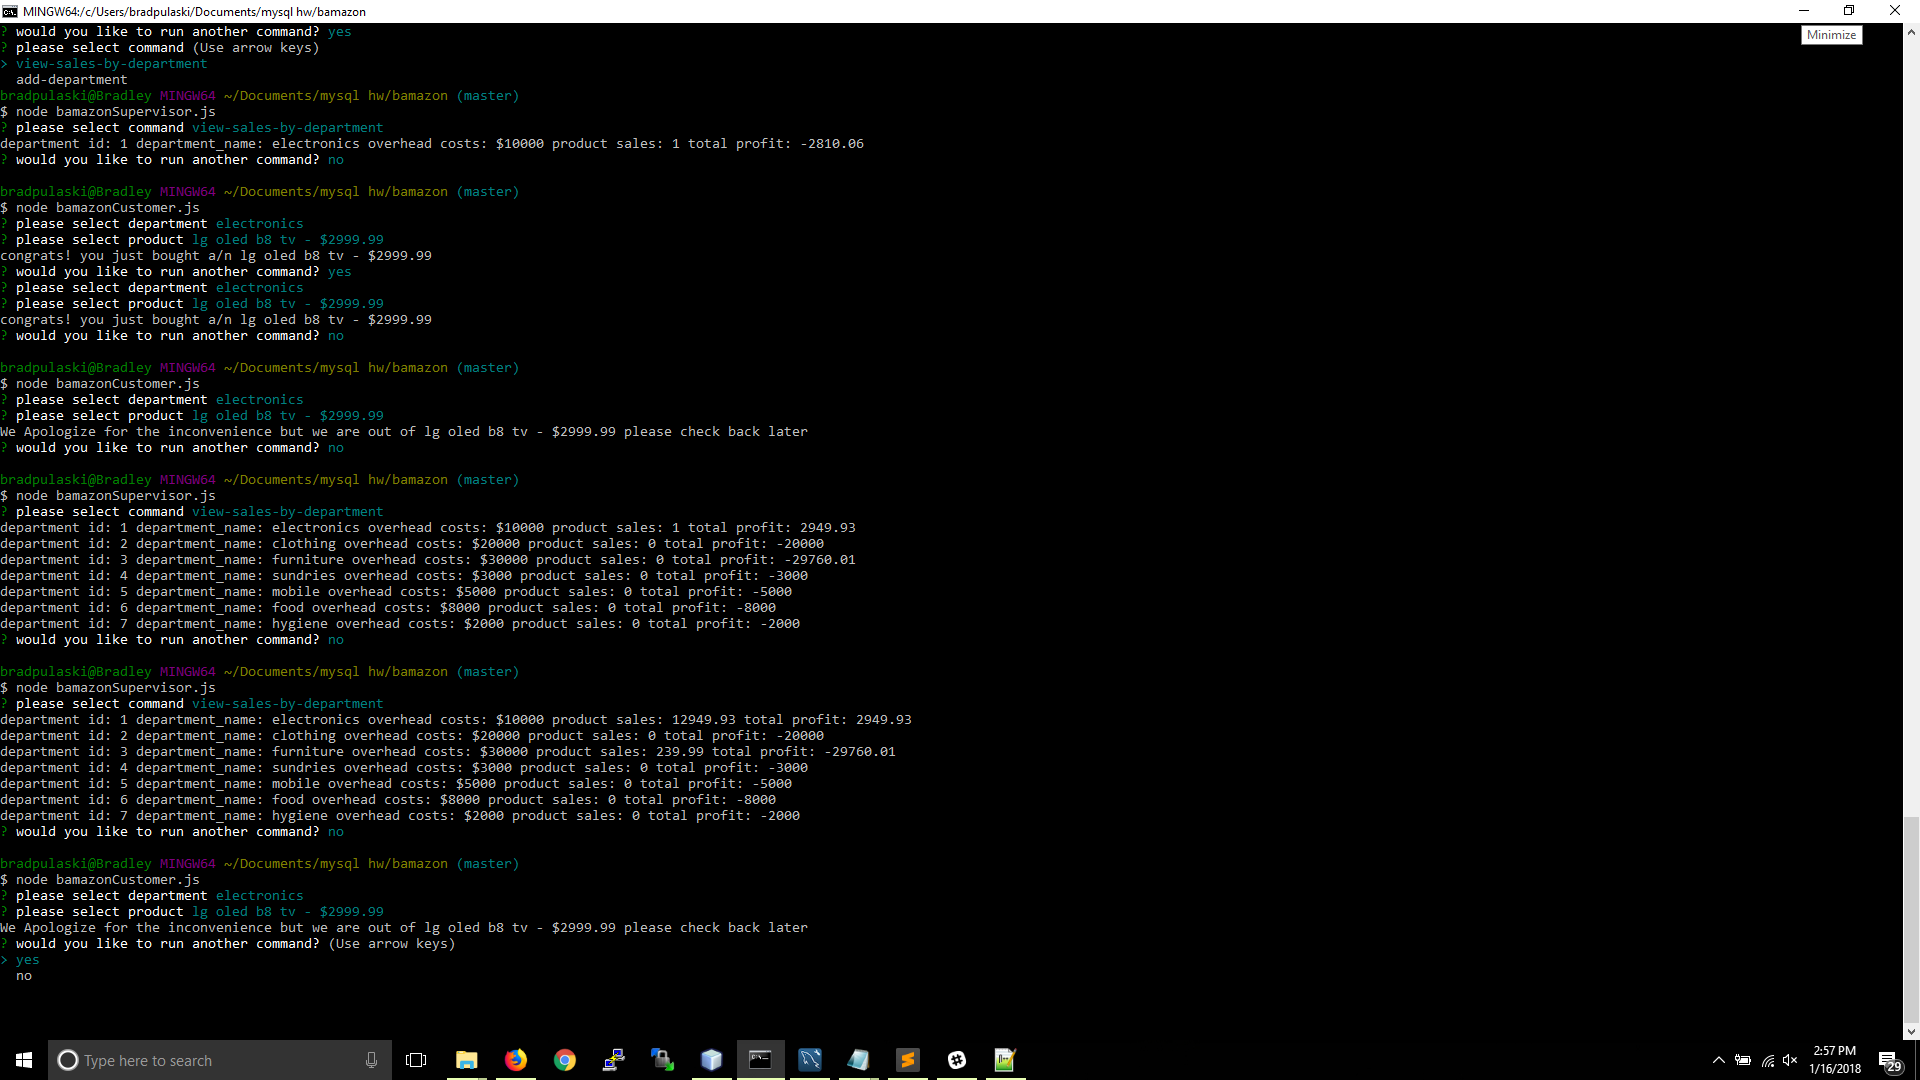 MINGW64:/c/Users/bradpulaski/Documents/mysql hw/bamazon
Minimize
? would you like to run another command? yes
? please select command (Use arrow keys)
> view-sales-by-department
  add-department
bradpulaski@Bradley MINGW64 ~/Documents/mysql hw/bamazon (master)
$ node bamazonSupervisor.js
? please select command view-sales-by-department
department id: 1 department_name: electronics overhead costs: $10000 product sales: 1 total profit: -2810.06
? would you like to run another command? no
bradpulaski@Bradley MINGW64 ~/Documents/mysql hw/bamazon (master)
$ node bamazonCustomer.js
? please select department electronics
? please select product lg oled b8 tv - $2999.99
congrats! you just bought a/n lg oled b8 tv - $2999.99
? would you like to run another command? yes
? please select department electronics
? please select product lg oled b8 tv - $2999.99
congrats! you just bought a/n lg oled b8 tv - $2999.99
? would you like to run another command? no
bradpulaski@Bradley MINGW64 ~/Documents/mysql hw/bamazon (master)
$ node bamazonCustomer.js
? please select department electronics
? please select product lg oled b8 tv - $2999.99
We Apologize for the inconvenience but we are out of lg oled b8 tv - $2999.99 please check back later
? would you like to run another command? no
bradpulaski@Bradley MINGW64 ~/Documents/mysql hw/bamazon (master)
$ node bamazonSupervisor.js
? please select command view-sales-by-department
department id: 1 department_name: electronics overhead costs: $10000 product sales: 1 total profit: 2949.93
department id: 2 department_name: clothing overhead costs: $20000 product sales: 0 total profit: -20000
department id: 3 department_name: furniture overhead costs: $30000 product sales: 0 total profit: -29760.01
department id: 4 department_name: sundries overhead costs: $3000 product sales: 0 total profit: -3000
department id: 5 department_name: mobile overhead costs: $5000 product sales: 0 total profit: -5000
department id: 6 department_name: food overhead costs: $8000 product sales: 0 total profit: -8000
department id: 7 department_name: hygiene overhead costs: $2000 product sales: 0 total profit: -2000
? would you like to run another command? no
bradpulaski@Bradley MINGW64 ~/Documents/mysql hw/bamazon (master)
$ node bamazonSupervisor.js
? please select command view-sales-by-department
department id: 1 department_name: electronics overhead costs: $10000 product sales: 12949.93 total profit: 2949.93
department id: 2 department_name: clothing overhead costs: $20000 product sales: 0 total profit: -20000
department id: 3 department_name: furniture overhead costs: $30000 product sales: 239.99 total profit: -29760.01
department id: 4 department_name: sundries overhead costs: $3000 product sales: 0 total profit: -3000
department id: 5 department_name: mobile overhead costs: $5000 product sales: 0 total profit: -5000
department id: 6 department_name: food overhead costs: $8000 product sales: 0 total profit: -8000
department id: 7 department_name: hygiene overhead costs: $2000 product sales: 0 total profit: -2000
? would you like to run another command? no
bradpulaski@Bradley MINGW64 ~/Documents/mysql hw/bamazon (master)
$ node bamazonCustomer.js
? please select department electronics
? please select product lg oled b8 tv - $2999.99
We Apologize for the inconvenience but we are out of lg oled b8 tv - $2999.99 please check back later
? would you like to run another command? (Use arrow keys)
> yes
  no
Type here to search
2:57 PM
1/16/2018
29